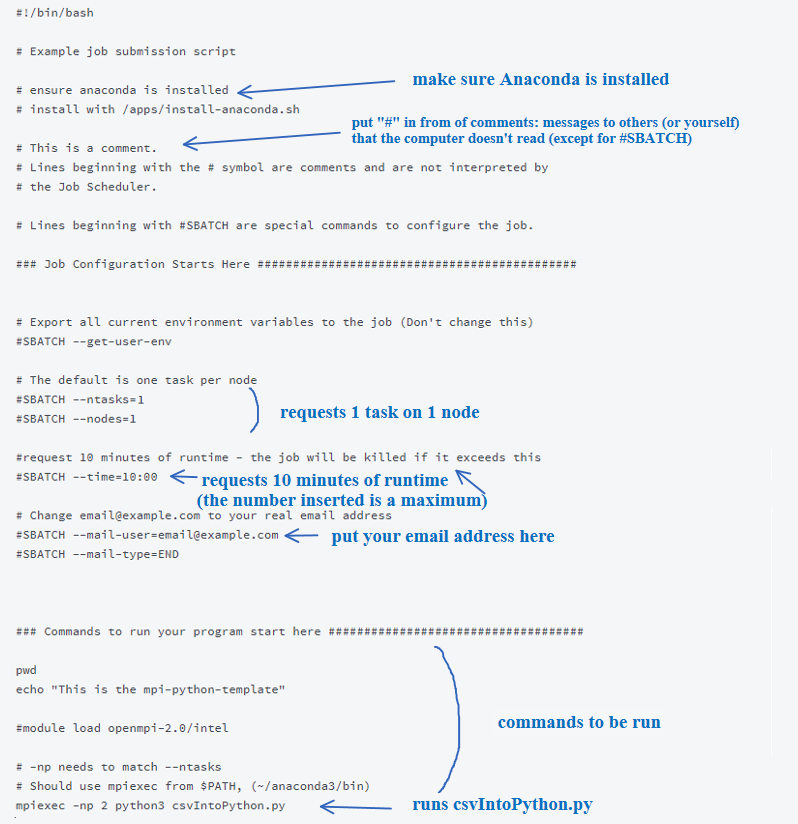 #!/bin/bash
# Example job submission script
# ensure anaconda is installed
make sure Anaconda is installed
# install with /apps/install-anaconda.sh
put "#" in from of comments: messages to others (or yourself)
that the computer doesn't read (except for #SBATCH)
# This is a comment.
# Lines beginning with the # symbol are comments and are not interpreted by
# the Job Scheduler.
# Lines beginning with #SBATCH are special commands to configure the job.
### Job Configuration Starts Here #############################################
# Export all current environment variables to the job (Don't change this)
#SBATCH --get-user-env
# The default is one task per node
#SBATCH --ntasks=1
#SBATCH --nodes=1
requests 1 task on 1 node
#request 10 minutes of runtime - the job will be killed if it exceeds this
#SBATCH --time=10:00
requests 10 minutes of runtime
(the number inserted is a maximum)
# Change email@example.com to your real email address
#SBATCH --mail-user=email@example.com
put your email address here
#SBATCH --mail-type=END
### Commands to run your program start here ####################################
pwd
echo "This is the mpi-python-template"
commands to be run
#module load openmpi-2.0/intel
# -np needs to match --ntasks
# Should use mpiexec from $PATH, (~/anaconda3/bin)
mpiexec -np 2 python3 csvIntoPython.py
runs csvIntoPython.py